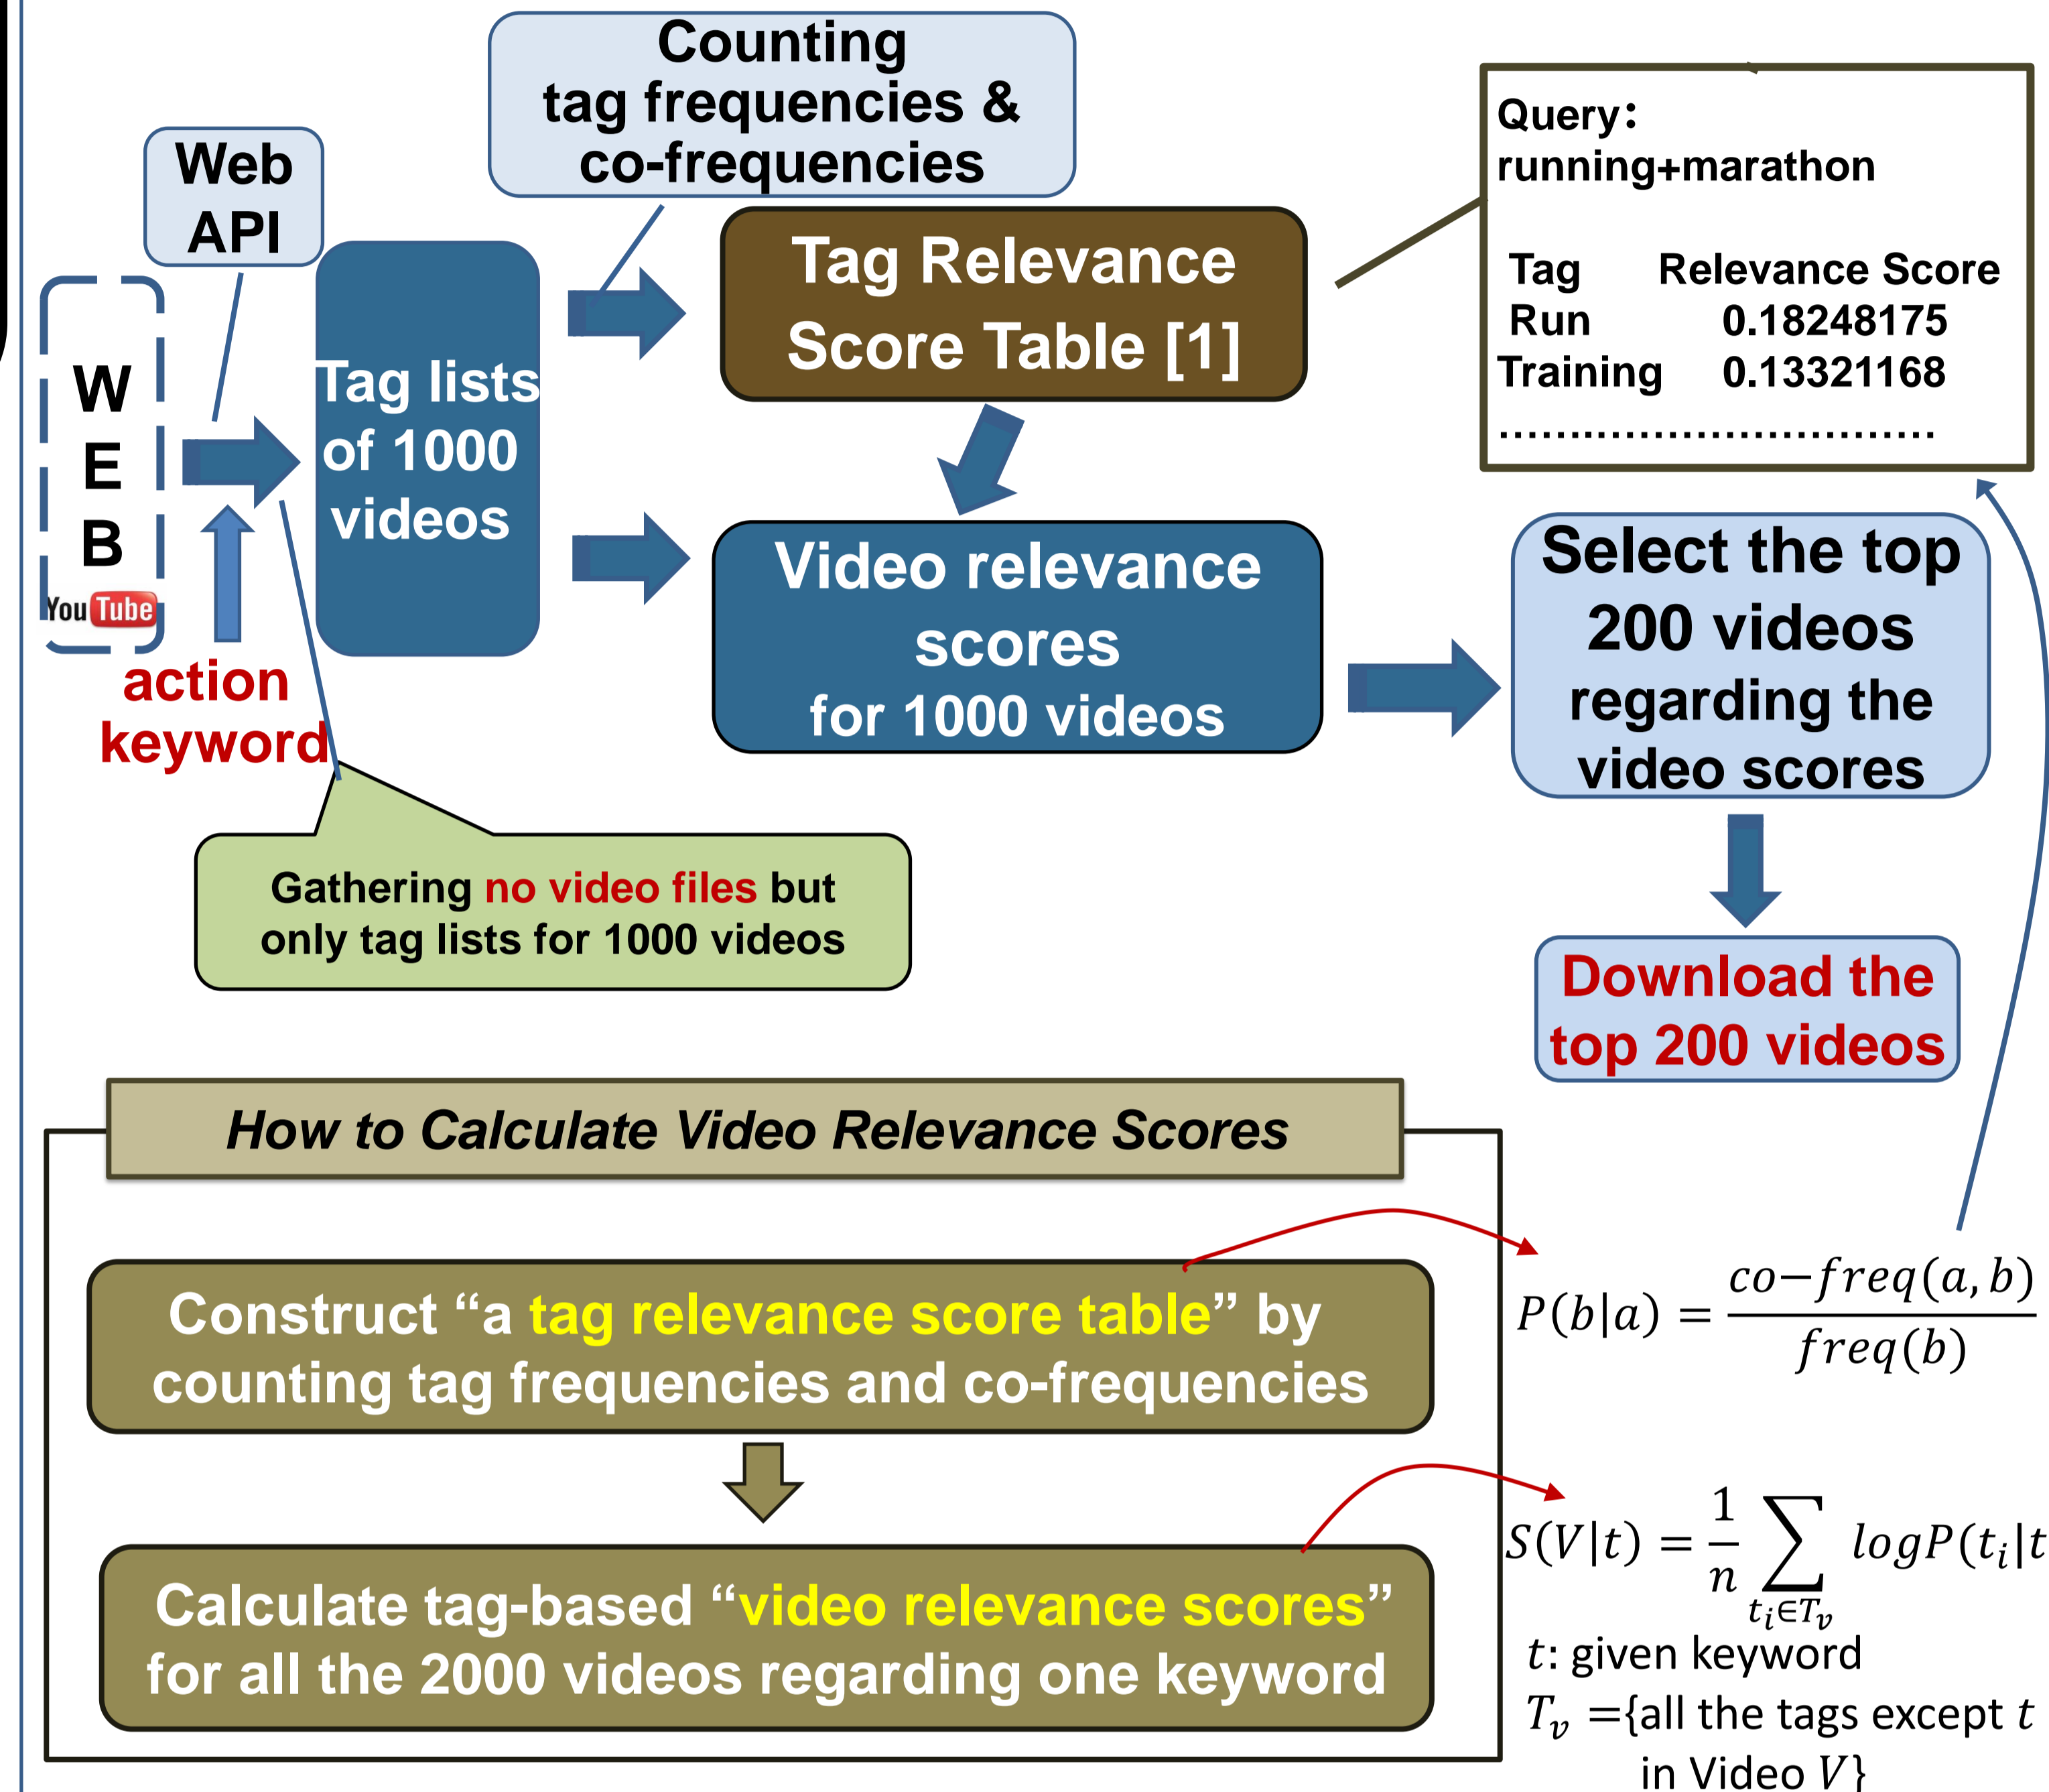 Counting
tag frequencies &
co-frequencies
Web
API
W
E
B
You Tube
action
keyword
Tag lists
of 1000
videos
Tag Relevance
Score Table [1]
Query:
running+marathon
Tag Relevance Score
Run 0.18248175
Training 0.13321168
................................
Video relevance
scores
for 1000 videos
Select the top
200 videos
regarding the
video scores
Gathering no video files but
only tag lists for 1000 videos
Download the
top 200 videos
How to Calculate Video Relevance Scores
Construct “a tag relevance score table” by
counting tag frequencies and co-frequencies
P(b|a) = co−freq(a, b) / freq(b)
Calculate tag-based “video relevance scores”
for all the 2000 videos regarding one keyword
S(V|t) = 1/n ∑ t_i∈T_v logP(t_i|t
t: given keyword
T_v ={all the tags except t
in Video V}